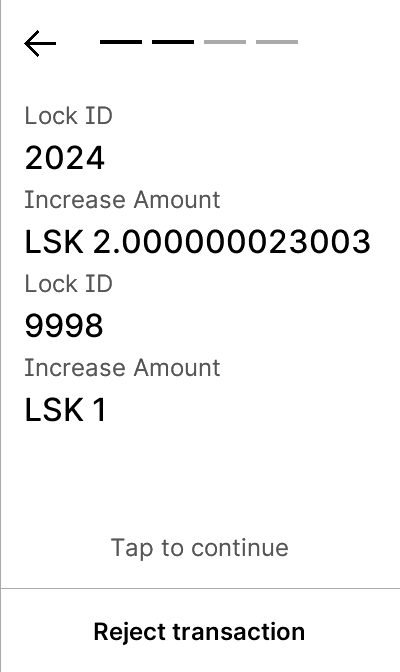 Lock ID
2024
Increase Amount
LSK 2.000000023003
Lock ID
9998
Increase Amount
LSK 1
Tap to continue
Reject transaction